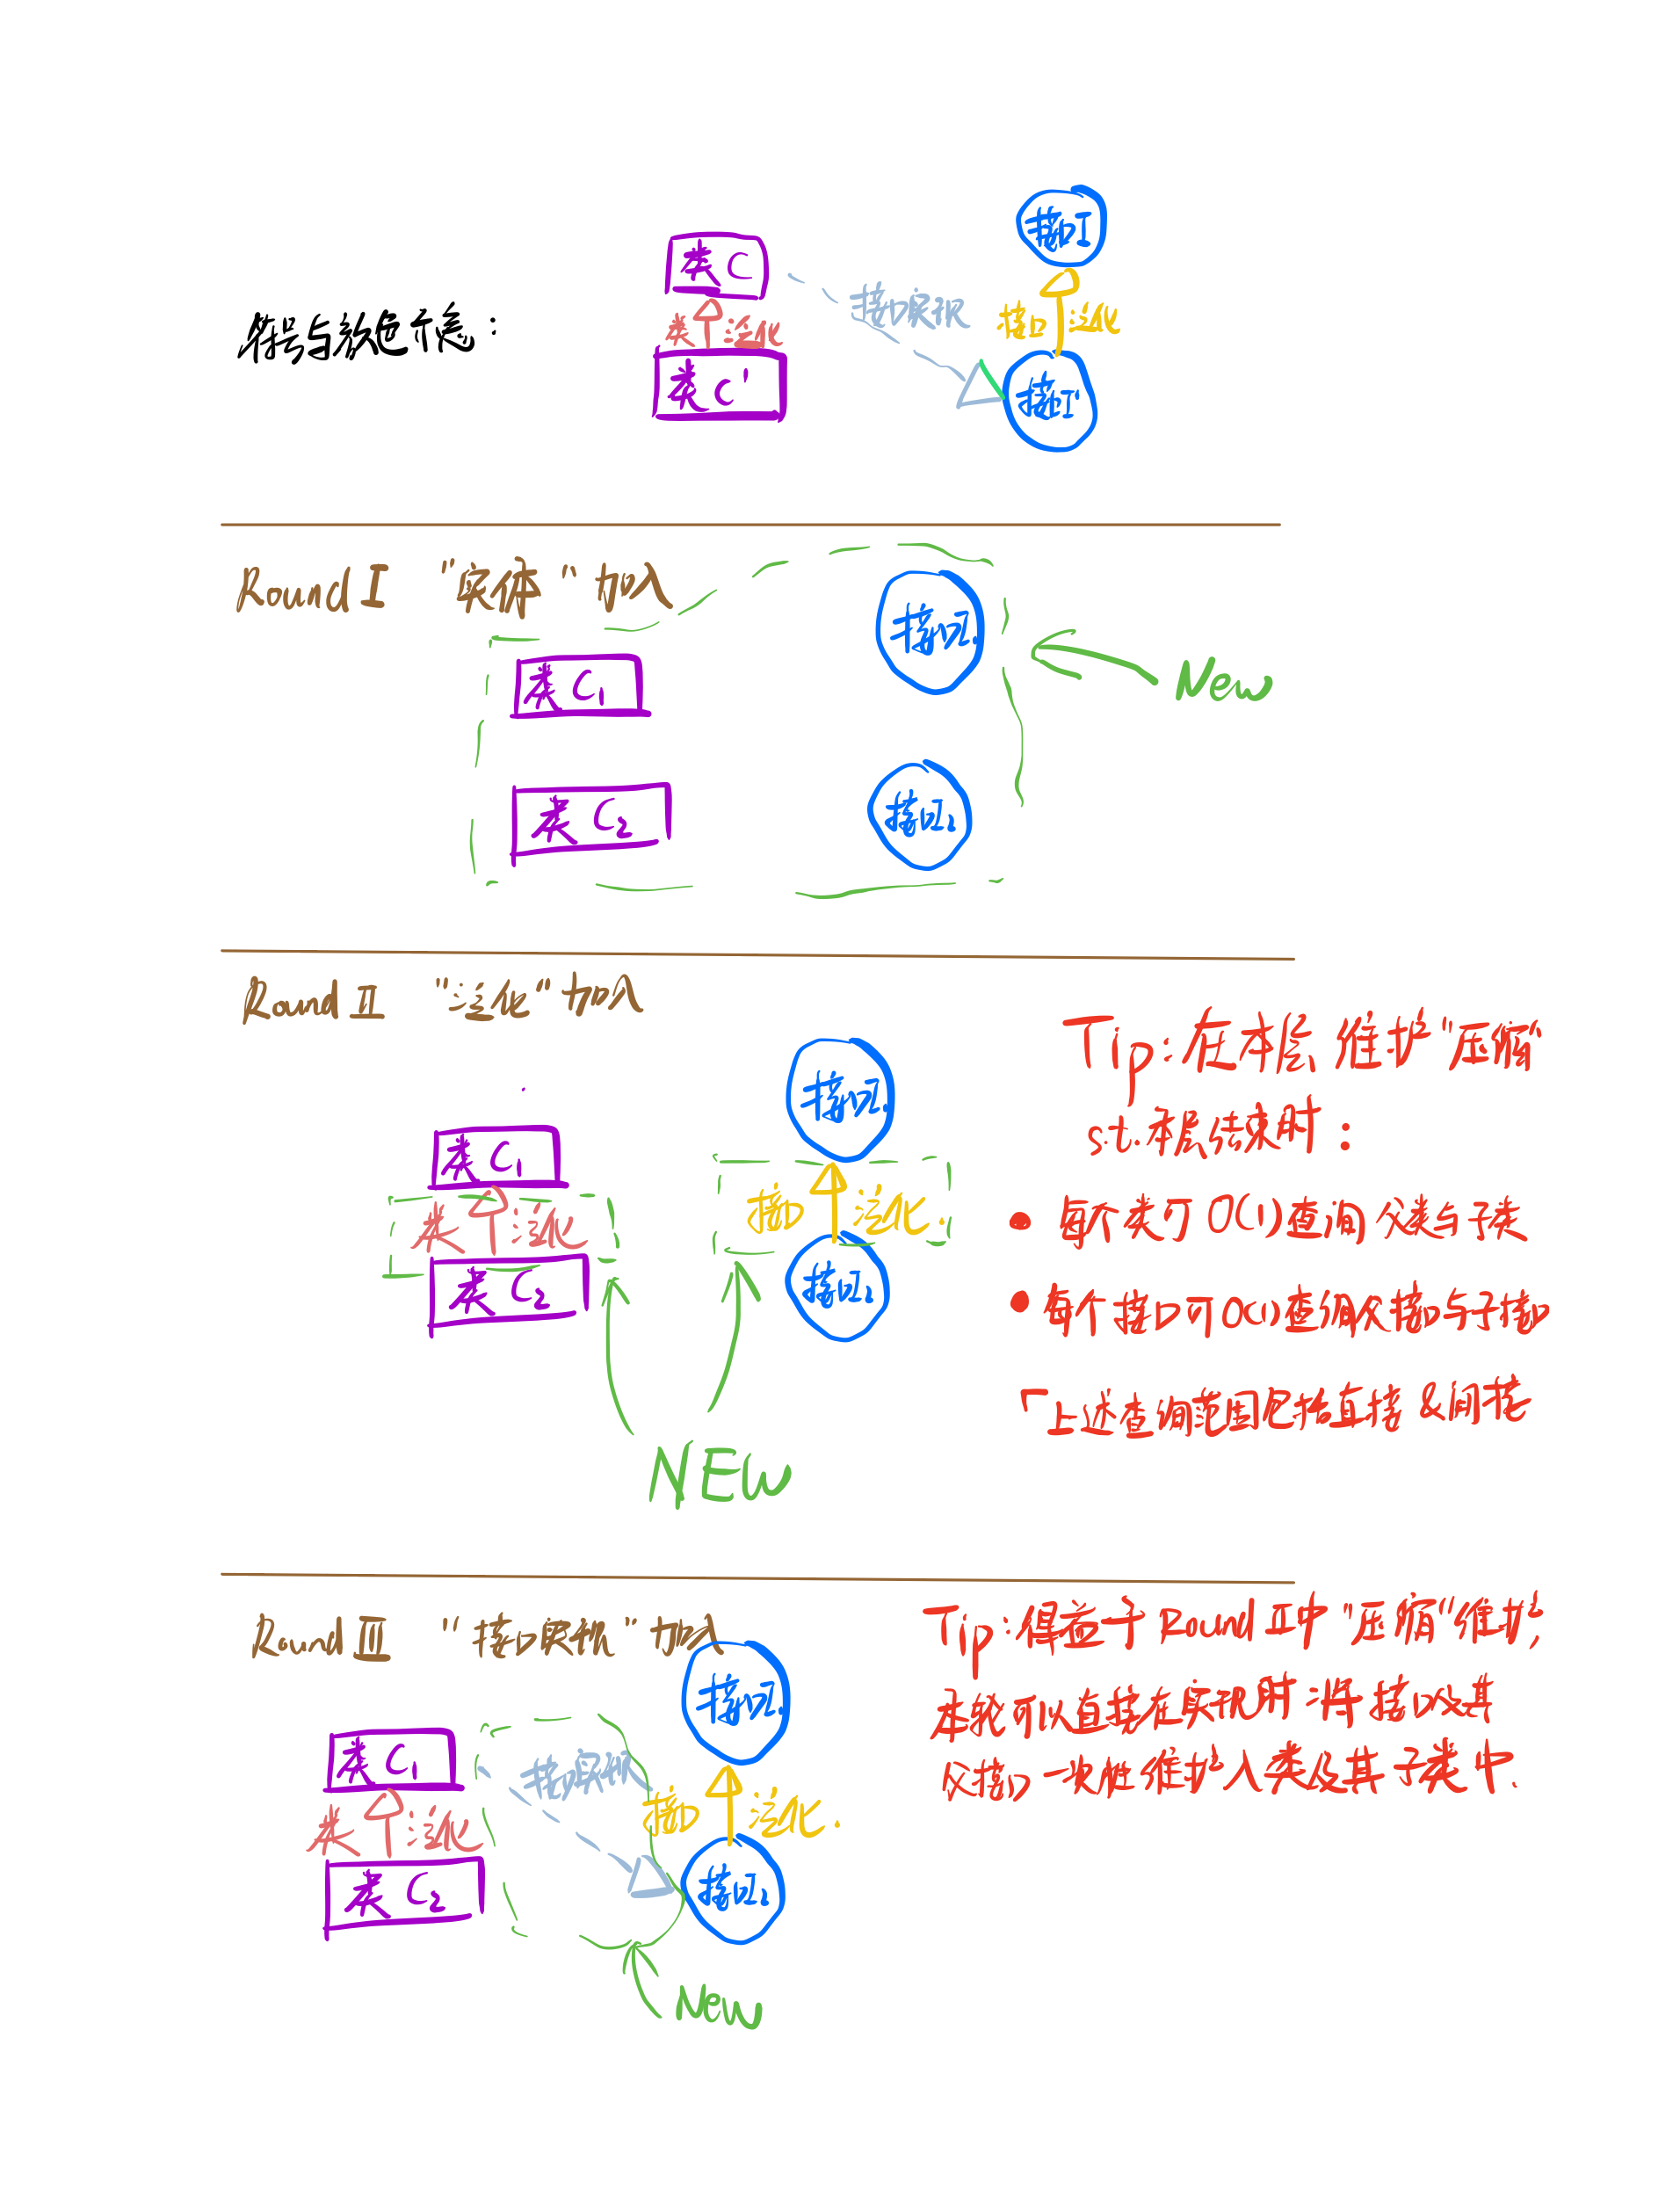 接口I
类C
接口实现
接口 泛化
符号与颜色示意:
类 泛化
类C'
接口I'
Round I "实体" 加入
接口I₁
类C₁
New
类C₂
接口I₂
Round II "泛化" 加入
Tip: 在本层 维护 "压缩"
s.t. 本层结束时:
接口I₁
类C₁
类 泛化
接口 泛化.
类C₂
接口I₂
NEW
• 每个类可 O(1) 查询 父类与子类
• 每个接口可O(1)查询父接口与子接口
「上述查询范围包括直接&间接
Round III "接口实现" 加入
Tip: 得益于 Round II中 "压缩"维护,
本轮可以直接在实现时 将接口及其
父接口 一次性维护入类及其子类中.
接口I₁
类C₁
接口实现
类 泛化
接口 泛化.
类C₂
接口I₂
New